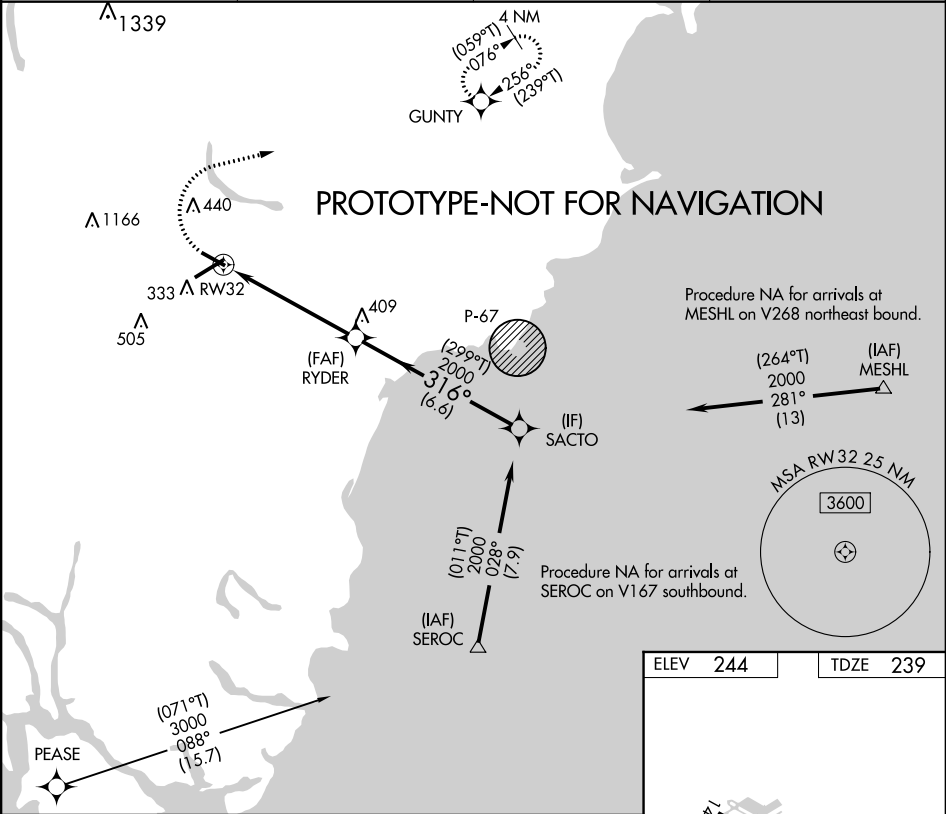 1339
4 NM
(059°T)
076°
256°
(239°T)
GUNTY
PROTOTYPE-NOT FOR NAVIGATION
440
1166
333
RW32
505
409
(FAF)
RYDER
P-67
(299°T)
2000
316°
(6.6)
(IF)
SACTO
Procedure NA for arrivals at
MESHL on V268 northeast bound.
(264°T)
2000
281°
(13)
(IAF)
MESHL
MSA RW32 25 NM
3600
(011°T)
2000
028°
(7.9)
Procedure NA for arrivals at
SEROC on V167 southbound.
(IAF)
SEROC
(071°T)
3000
088°
(15.7)
PEASE
ELEV 244
TDZE 239
14